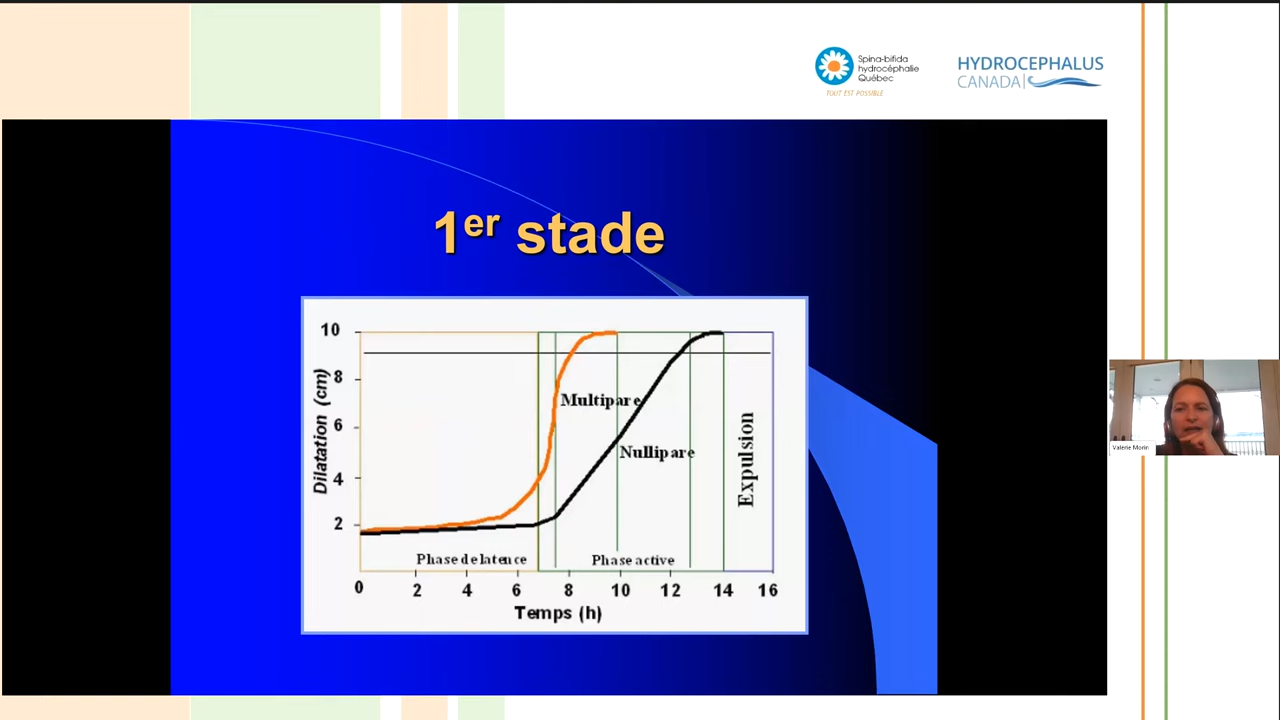 Spina-bifida
hydrocéphalie
Québec
TOUT EST POSSIBLE
HYDROCEPHALUS
CANADA
1er stade
10
8
6
4
2
Dilatation (cm)
Multipare
Nullipare
Expulsion
Phase de latence
Phase active
0 2 4 6 8 10 12 14 16
Temps (h)
Valérie Morin